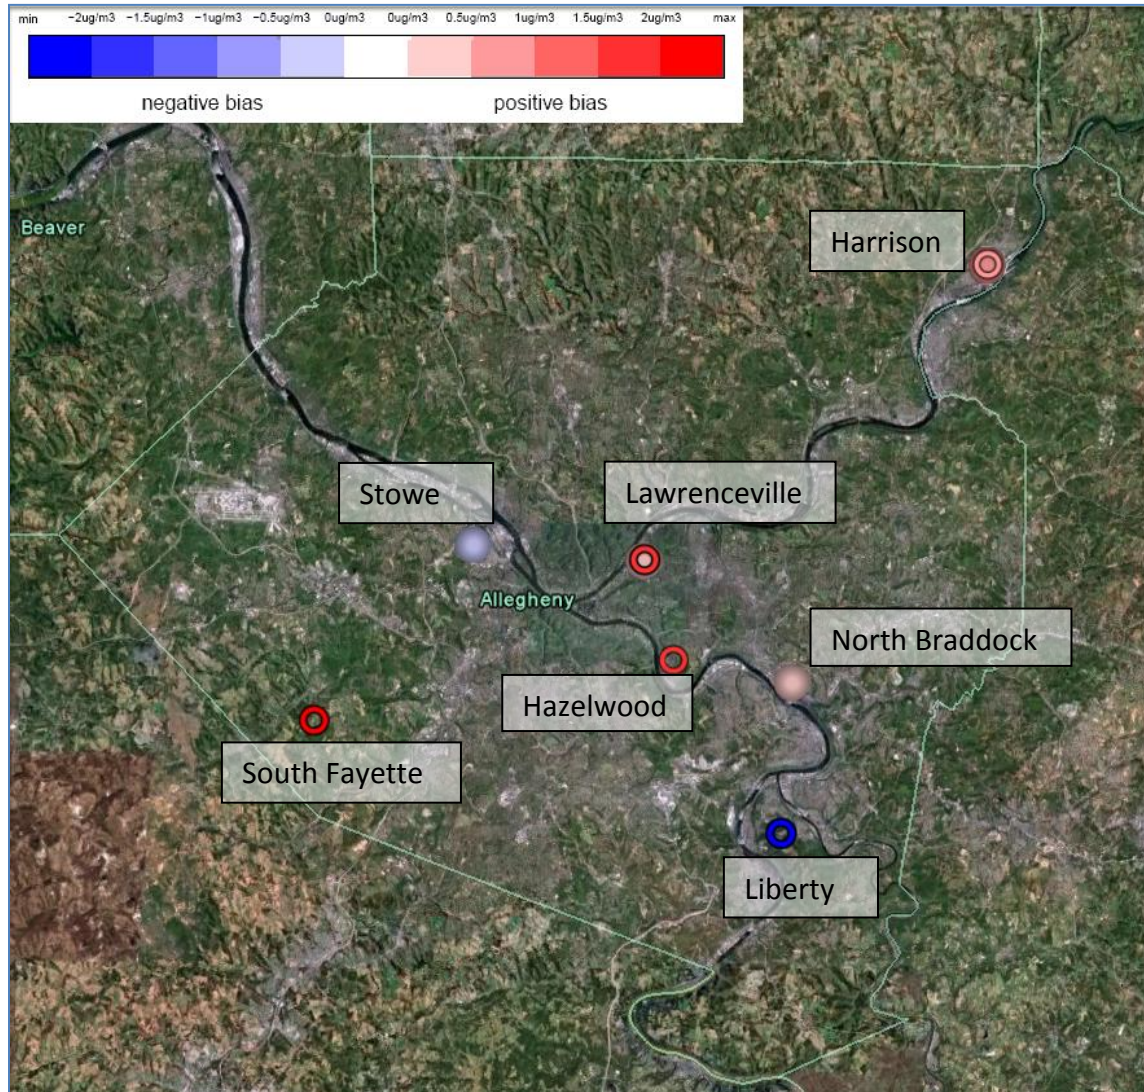 min −2ug/m3 −1.5ug/m3 −1ug/m3 −0.5ug/m3 0ug/m3 0ug/m3 0.5ug/m3 1ug/m3 1.5ug/m3 2ug/m3 max
negative bias positive bias
Beaver
Harrison
Stowe
Lawrenceville
Allegheny
North Braddock
Hazelwood
South Fayette
Liberty